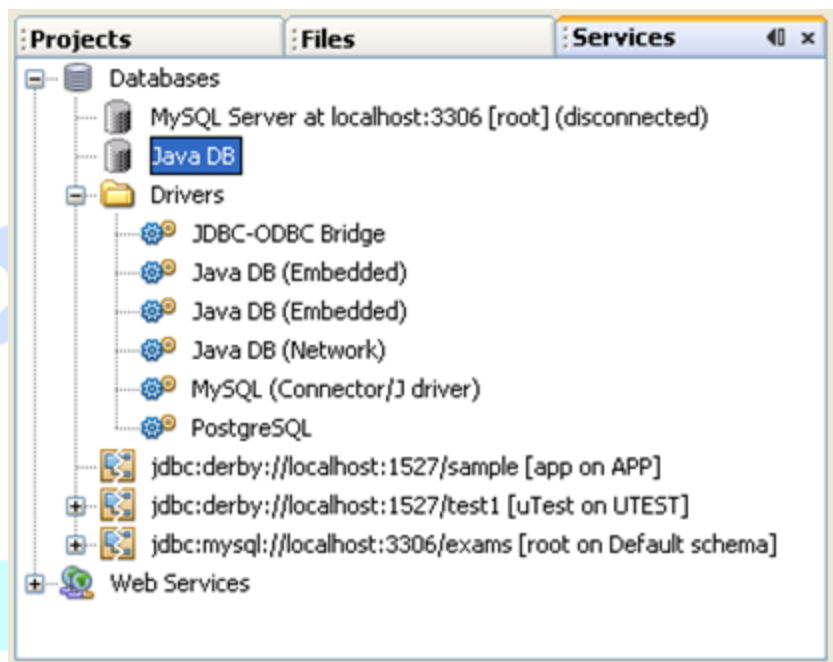 Projects Files Services
Databases
MySQL Server at localhost:3306 [root] (disconnected)
Java DB
Drivers
JDBC-ODBC Bridge
Java DB (Embedded)
Java DB (Embedded)
Java DB (Network)
MySQL (Connector/J driver)
PostgreSQL
jdbc:derby://localhost:1527/sample [app on APP]
jdbc:derby://localhost:1527/test1 [uTest on UTEST]
jdbc:mysql://localhost:3306/exams [root on Default schema]
Web Services